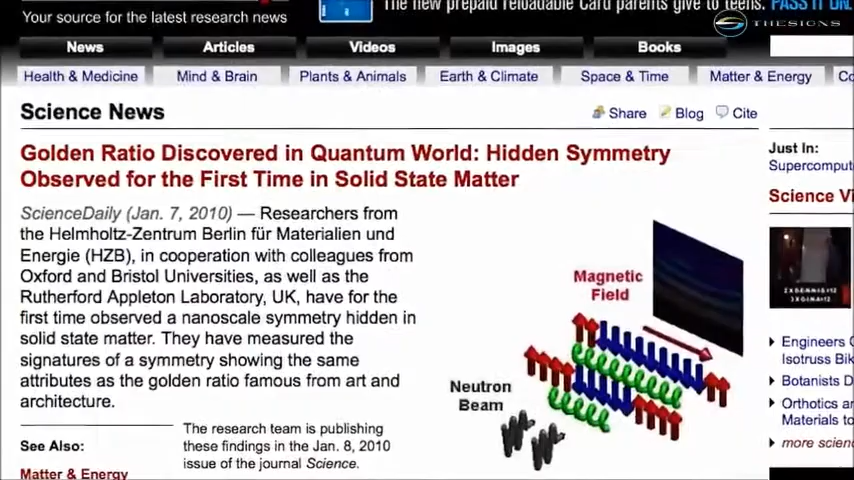 Your source for the latest research news
The new prepaid reloadable Card parents give to teens. PASS IT ON.
THESIGNS
News
Articles
Videos
Images
Books
Health & Medicine
Mind & Brain
Plants & Animals
Earth & Climate
Space & Time
Matter & Energy
Science News
Share
Blog
Cite
Golden Ratio Discovered in Quantum World: Hidden Symmetry
Observed for the First Time in Solid State Matter
ScienceDaily (Jan. 7, 2010) — Researchers from
the Helmholtz-Zentrum Berlin für Materialien und
Energie (HZB), in cooperation with colleagues from
Oxford and Bristol Universities, as well as the
Rutherford Appleton Laboratory, UK, have for the
first time observed a nanoscale symmetry hidden in
solid state matter. They have measured the
signatures of a symmetry showing the same
attributes as the golden ratio famous from art and
architecture.
The research team is publishing
these findings in the Jan. 8, 2010
issue of the journal Science.
See Also:
Matter & Energy
Magnetic
Field
Neutron
Beam
Just In:
Supercomput
Science Vi
Engineers C
Isotruss Bik
Botanists D
Orthotics ar
Materials to
more scienc